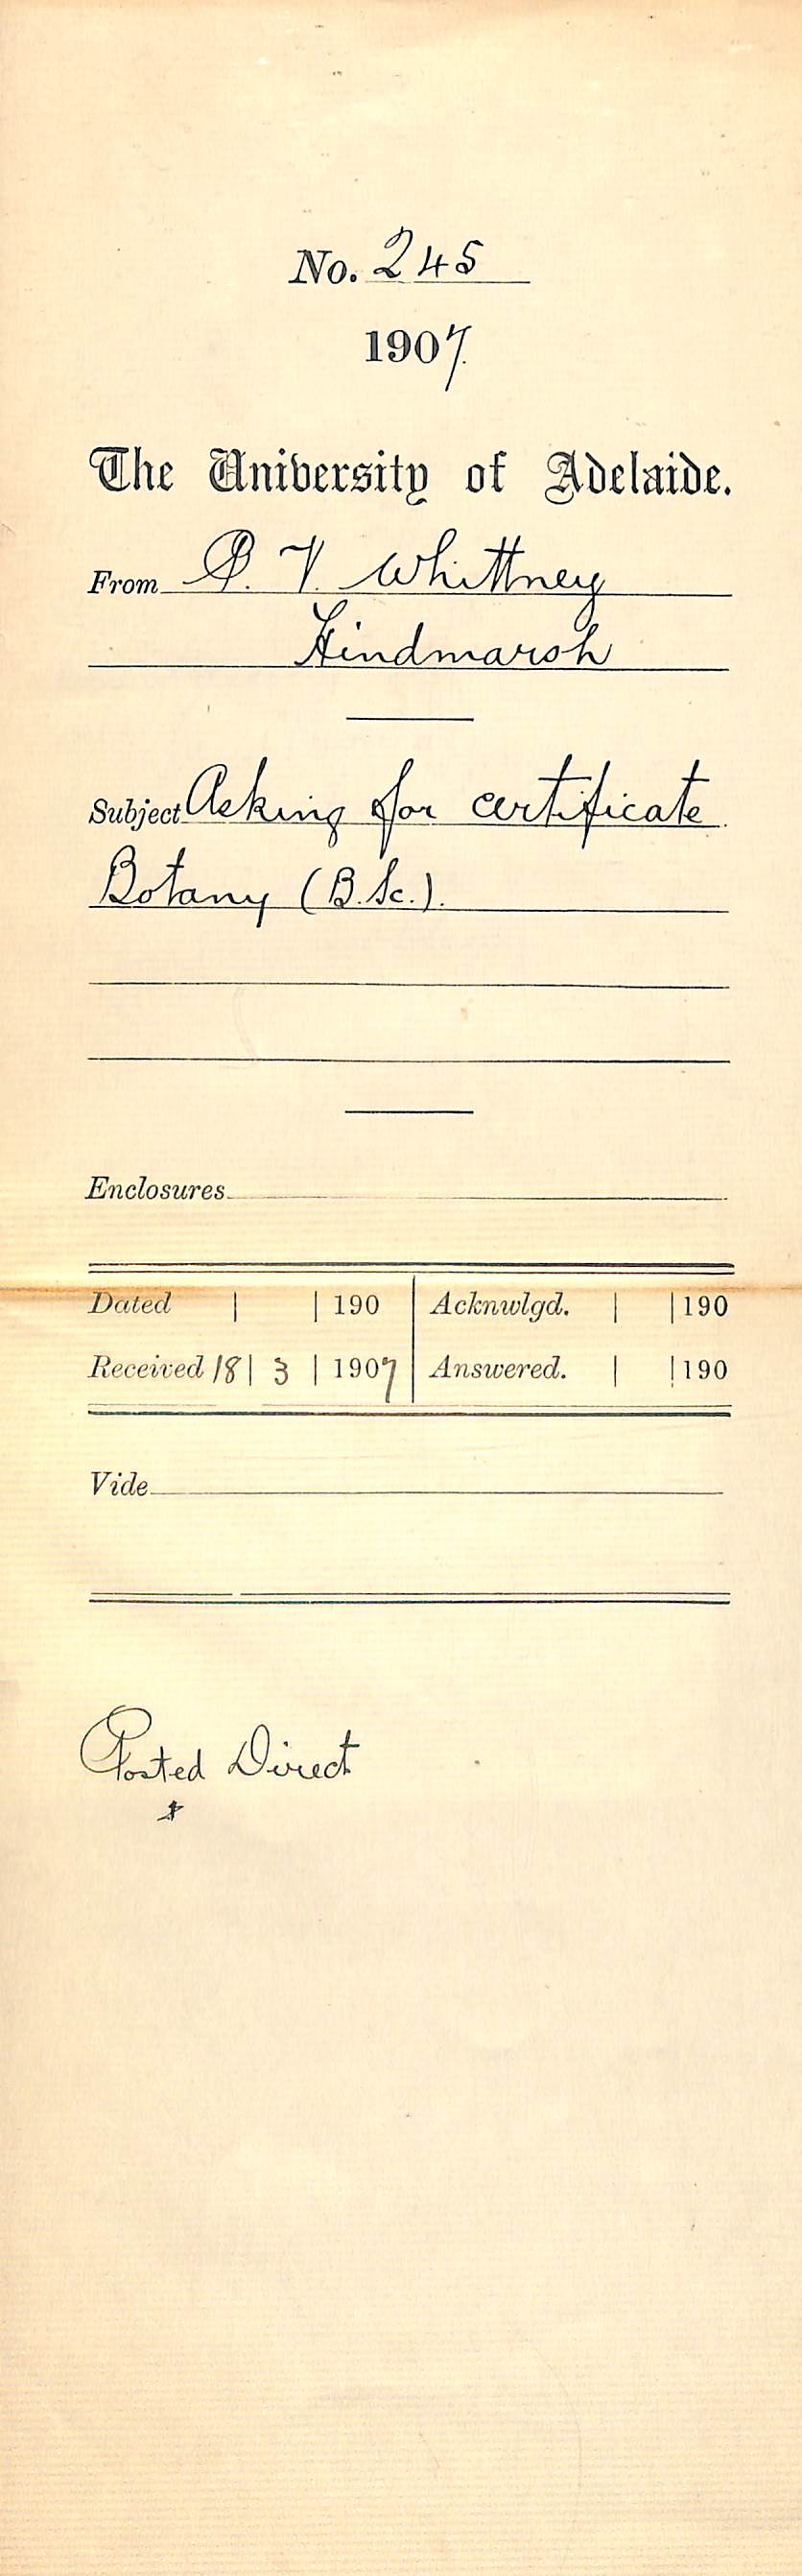 No. 245
1907.
The University of Adelaide.
From V. Whittney
Hindmarsh
Subject Asking for certificate
Botany (B.Sc.).
Enclosures
Dated | | 190 | Acknwlgd. | | 190
Received 18 | 3 | 1907 | Answered. | | 190
Vide
Posted Direct